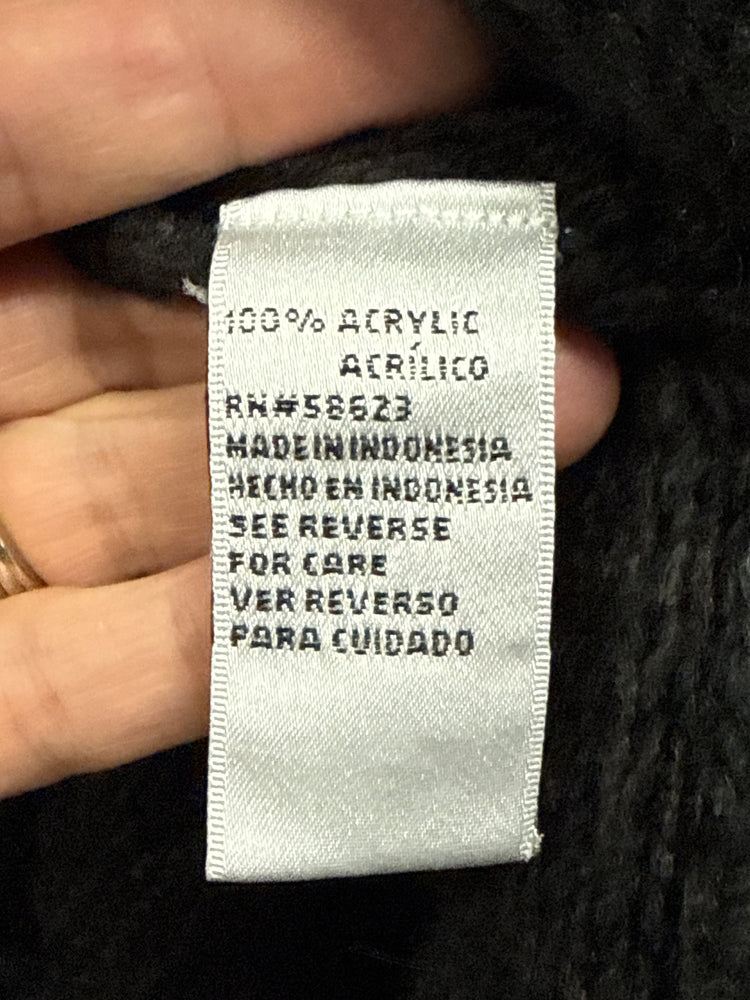 100% ACRYLIC
ACRÍLICO
RN#58623
MADE IN INDONESIA
HECHO EN INDONESIA
SEE REVERSE
FOR CARE
VER REVERSO
PARA CUIDADO